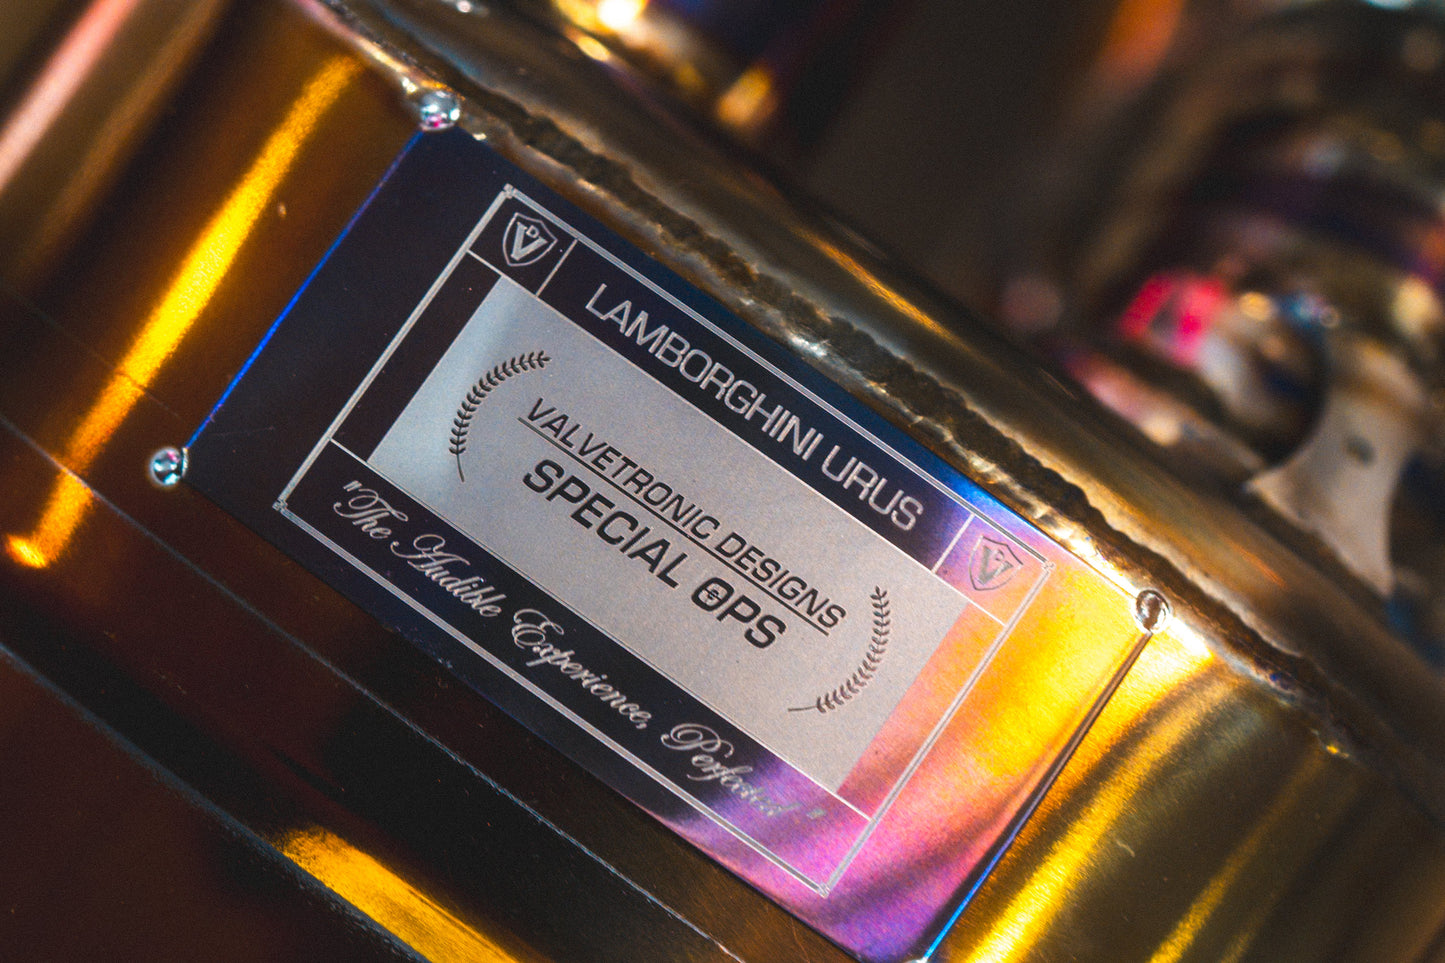 LAMBORGHINI URUS
VALVETRONIC DESIGNS
SPECIAL OPS
"The Audible Experience, Perfected"